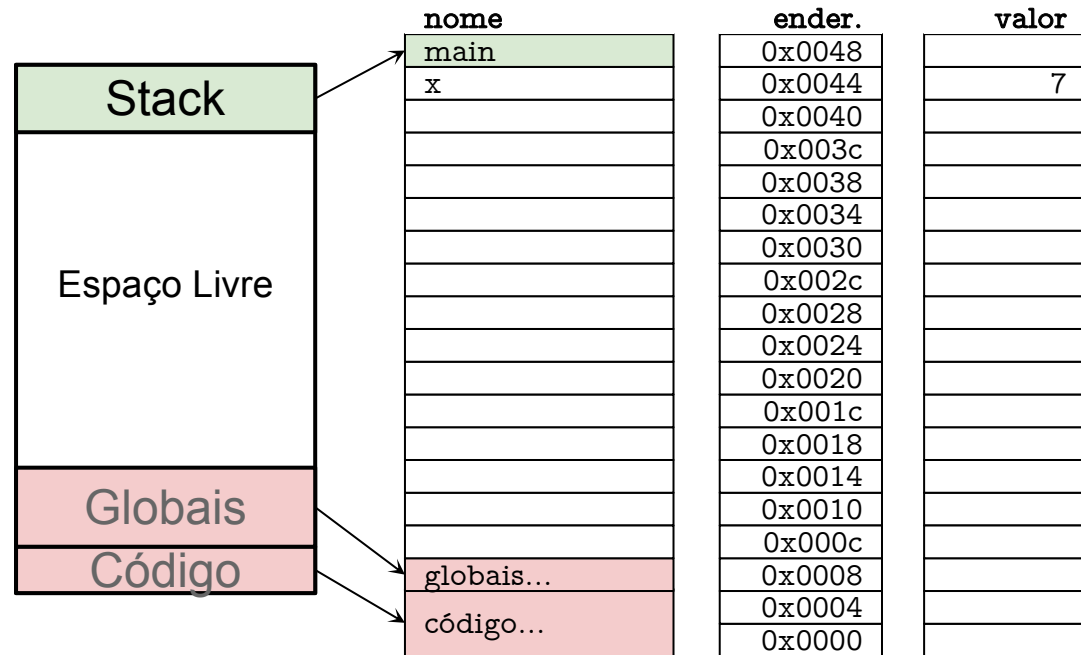 nome ender. valor
main 0x0048
x 0x0044 7
0x0040
0x003c
0x0038
0x0034
0x0030
0x002c
0x0028
0x0024
0x0020
0x001c
0x0018
0x0014
0x0010
0x000c
globais... 0x0008
código... 0x0004
0x0000
Stack
Espaço Livre
Globais
Código